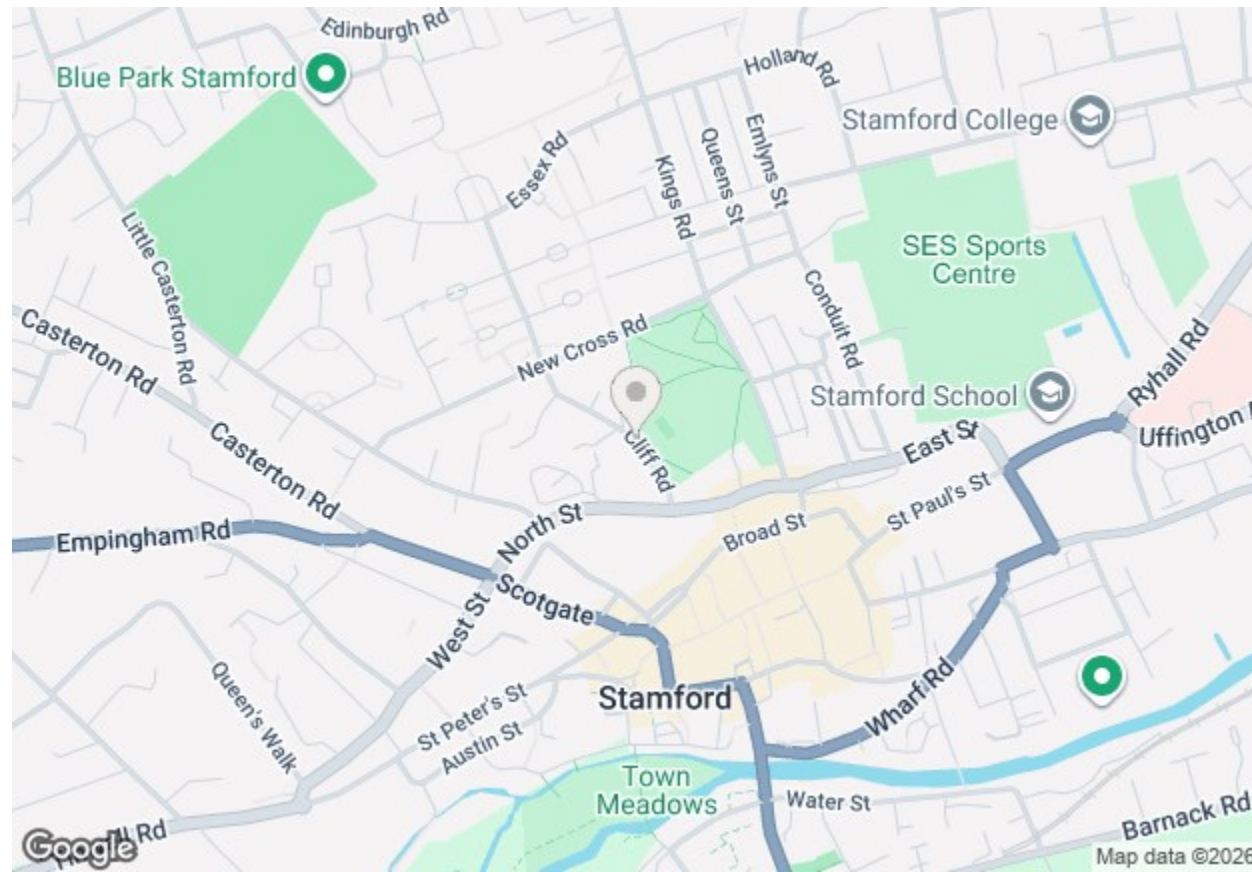 Edinburgh Rd
Blue Park Stamford
Holland Rd
Stamford College
Essex Rd
Kings Rd
Queens St
Emlyns St
Little Casterton Rd
SES Sports
Centre
Conduit Rd
Casterton Rd
New Cross Rd
Ryhall Rd
Stamford School
Casterton Rd
Cliff Rd
East St
Uffington
Empingham Rd
North St
Broad St
St Paul's St
Scotgate
West St
Queen's Walk
Stamford
Wharf Rd
St Peter's St
Austin St
Town
Meadows
Water St
Barnack Rd
Google
Rd
Map data ©2026